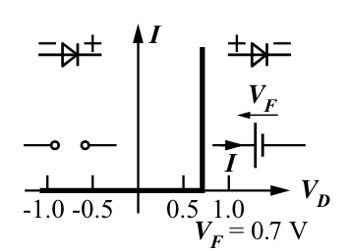 − + I + −
V_F
I
V_D
-1.0 -0.5 0.5 1.0
V_F = 0.7 V